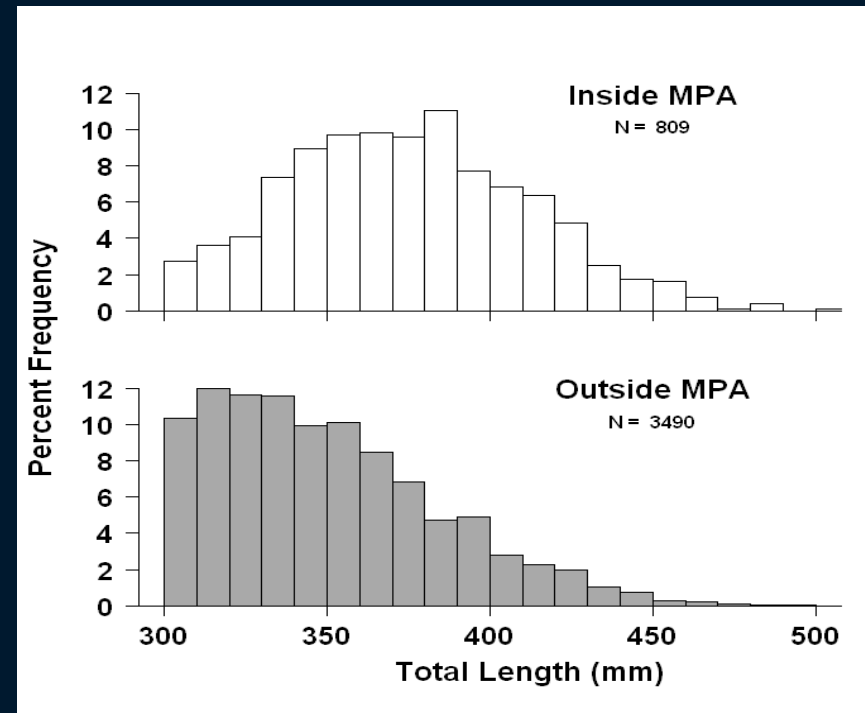 Inside MPA
N = 809
12
10
8
6
4
2
0
Percent Frequency
Outside MPA
N = 3490
12
10
8
6
4
2
0
300 350 400 450 500
Total Length (mm)